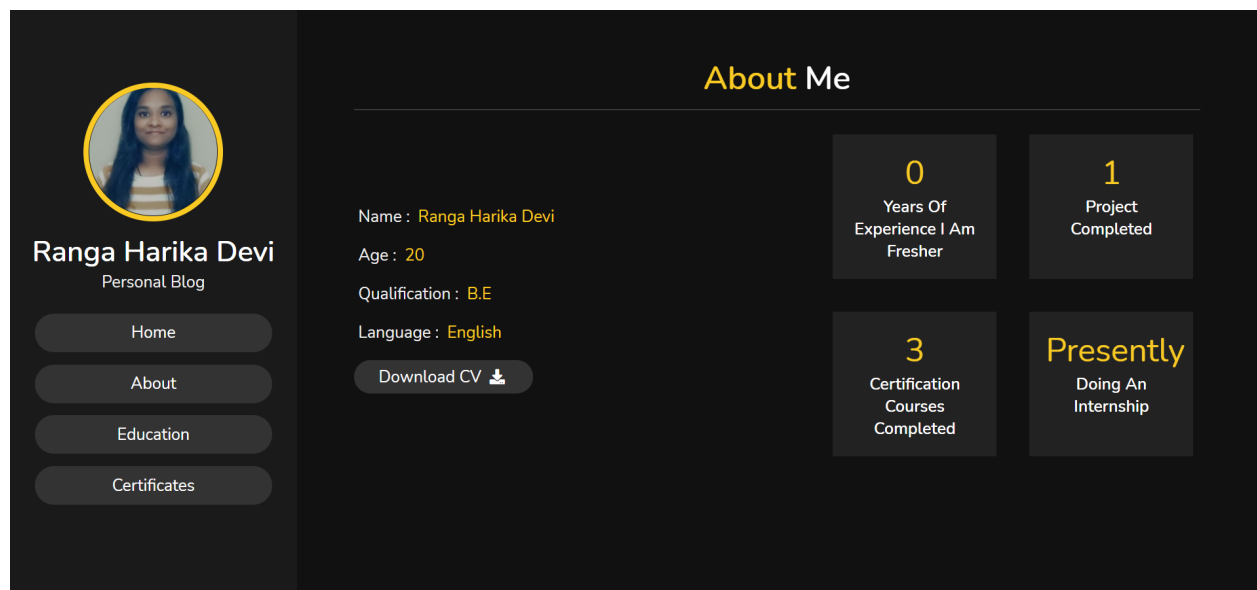 Ranga Harika Devi
Personal Blog
Home
About
Education
Certificates
About Me
Name : Ranga Harika Devi
Age : 20
Qualification : B.E
Language : English
Download CV
0
Years Of
Experience I Am
Fresher
1
Project
Completed
3
Certification
Courses
Completed
Presently
Doing An
Internship